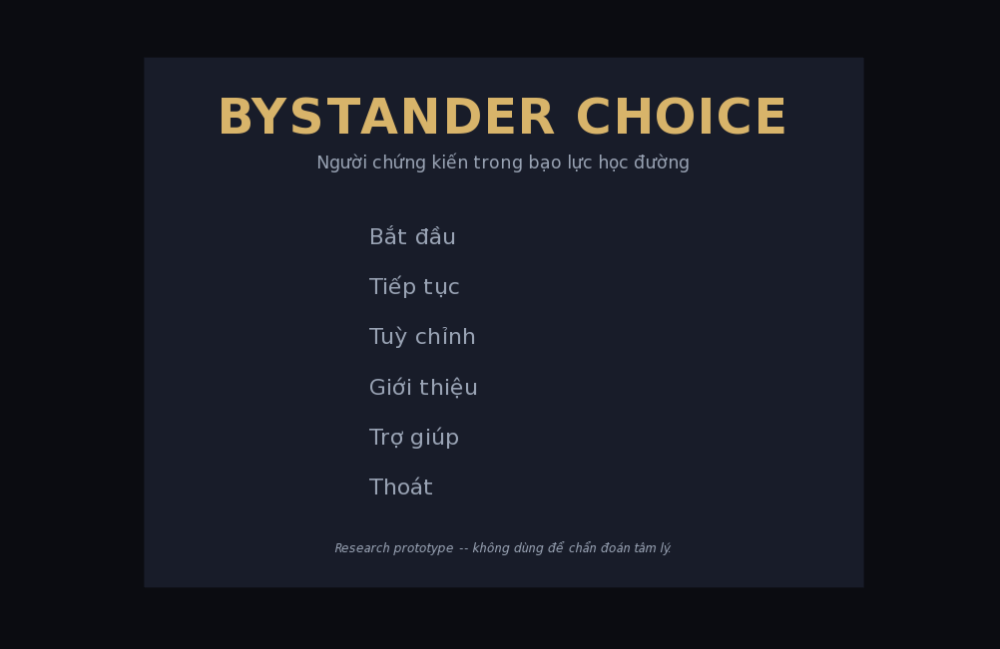 BYSTANDER CHOICE
Người chứng kiến trong bạo lực học đường
Bắt đầu
Tiếp tục
Tuỳ chỉnh
Giới thiệu
Trợ giúp
Thoát
Research prototype -- không dùng để chẩn đoán tâm lý.